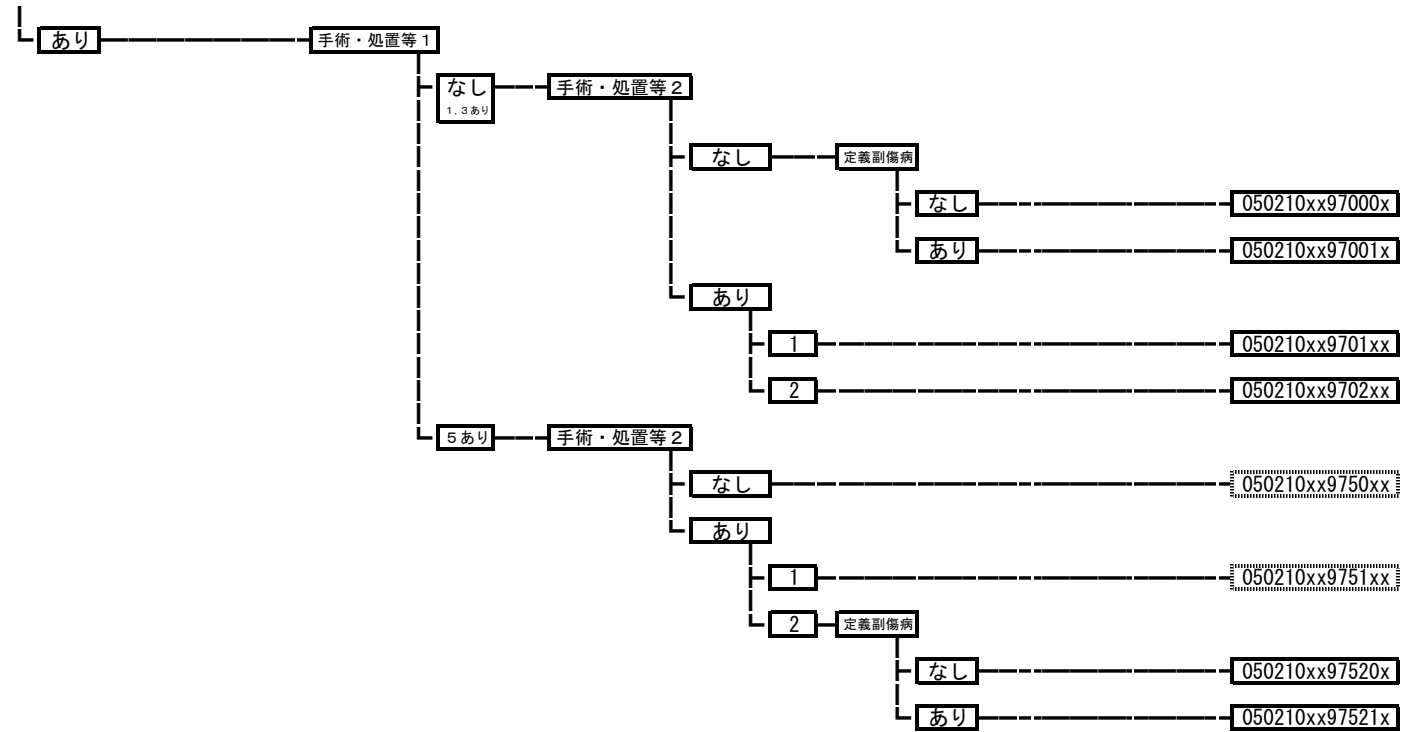 あり 手術・処置等１
なし 手術・処置等２
１，３あり
なし 定義副傷病
なし 050210xx97000x
あり 050210xx97001x
あり
1 050210xx9701xx
2 050210xx9702xx
５あり 手術・処置等２
なし 050210xx9750xx
あり
1 050210xx9751xx
2 定義副傷病
なし 050210xx97520x
あり 050210xx97521x